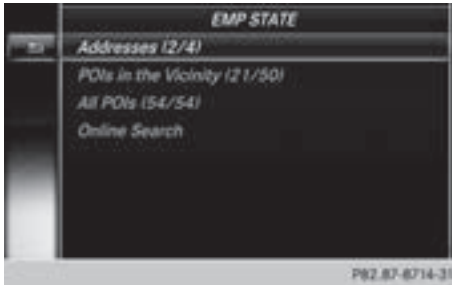 EMP STATE
Addresses (2/4)
POIs in the Vicinity (21/50)
All POIs (54/54)
Online Search
P82.87-8714-31